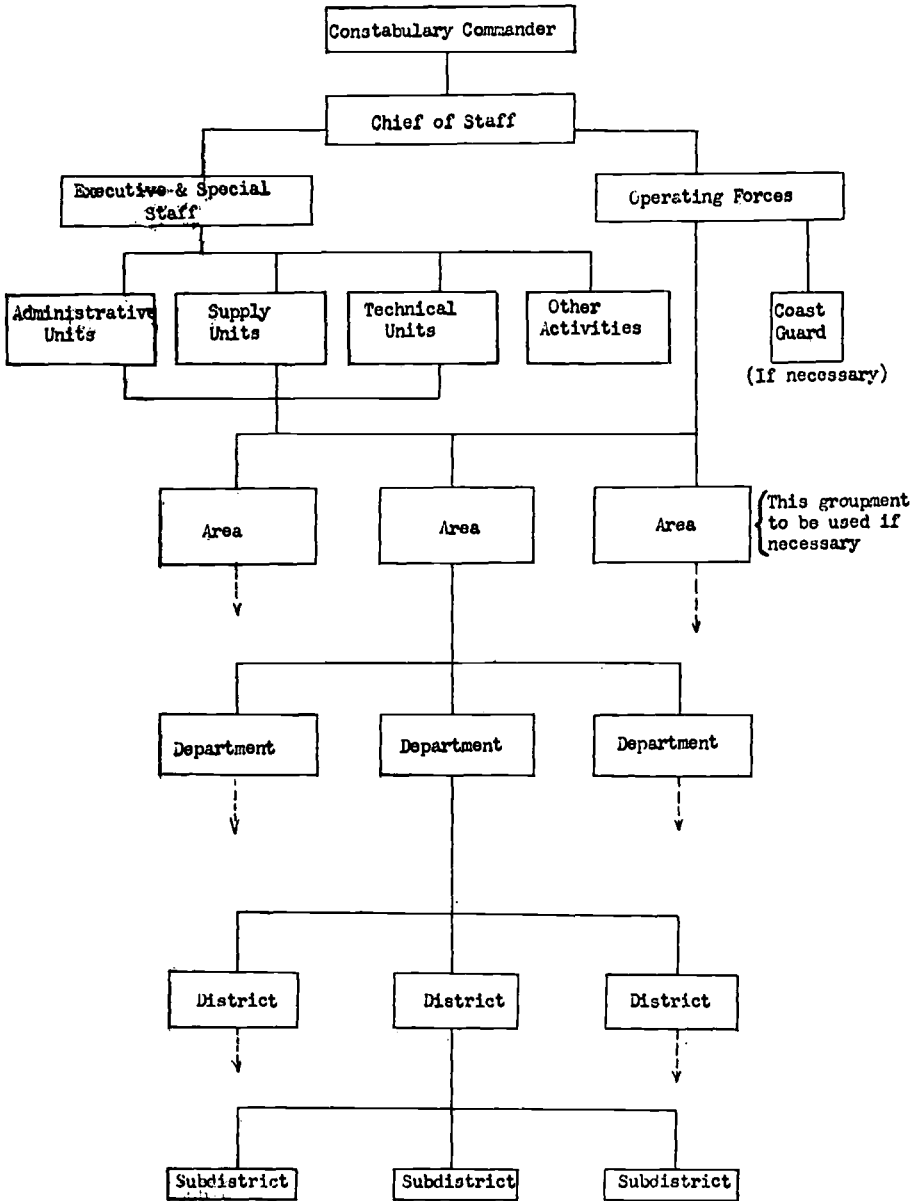 Constabulary Commander
Chief of Staff
Executive & Special
Staff
Operating Forces
Administrative
Units
Supply
Units
Technical
Units
Other
Activities
Coast
Guard
(If necessary)
Area
Area
Area
This groupment
to be used if
necessary
Department
Department
Department
District
District
District
Subdistrict
Subdistrict
Subdistrict